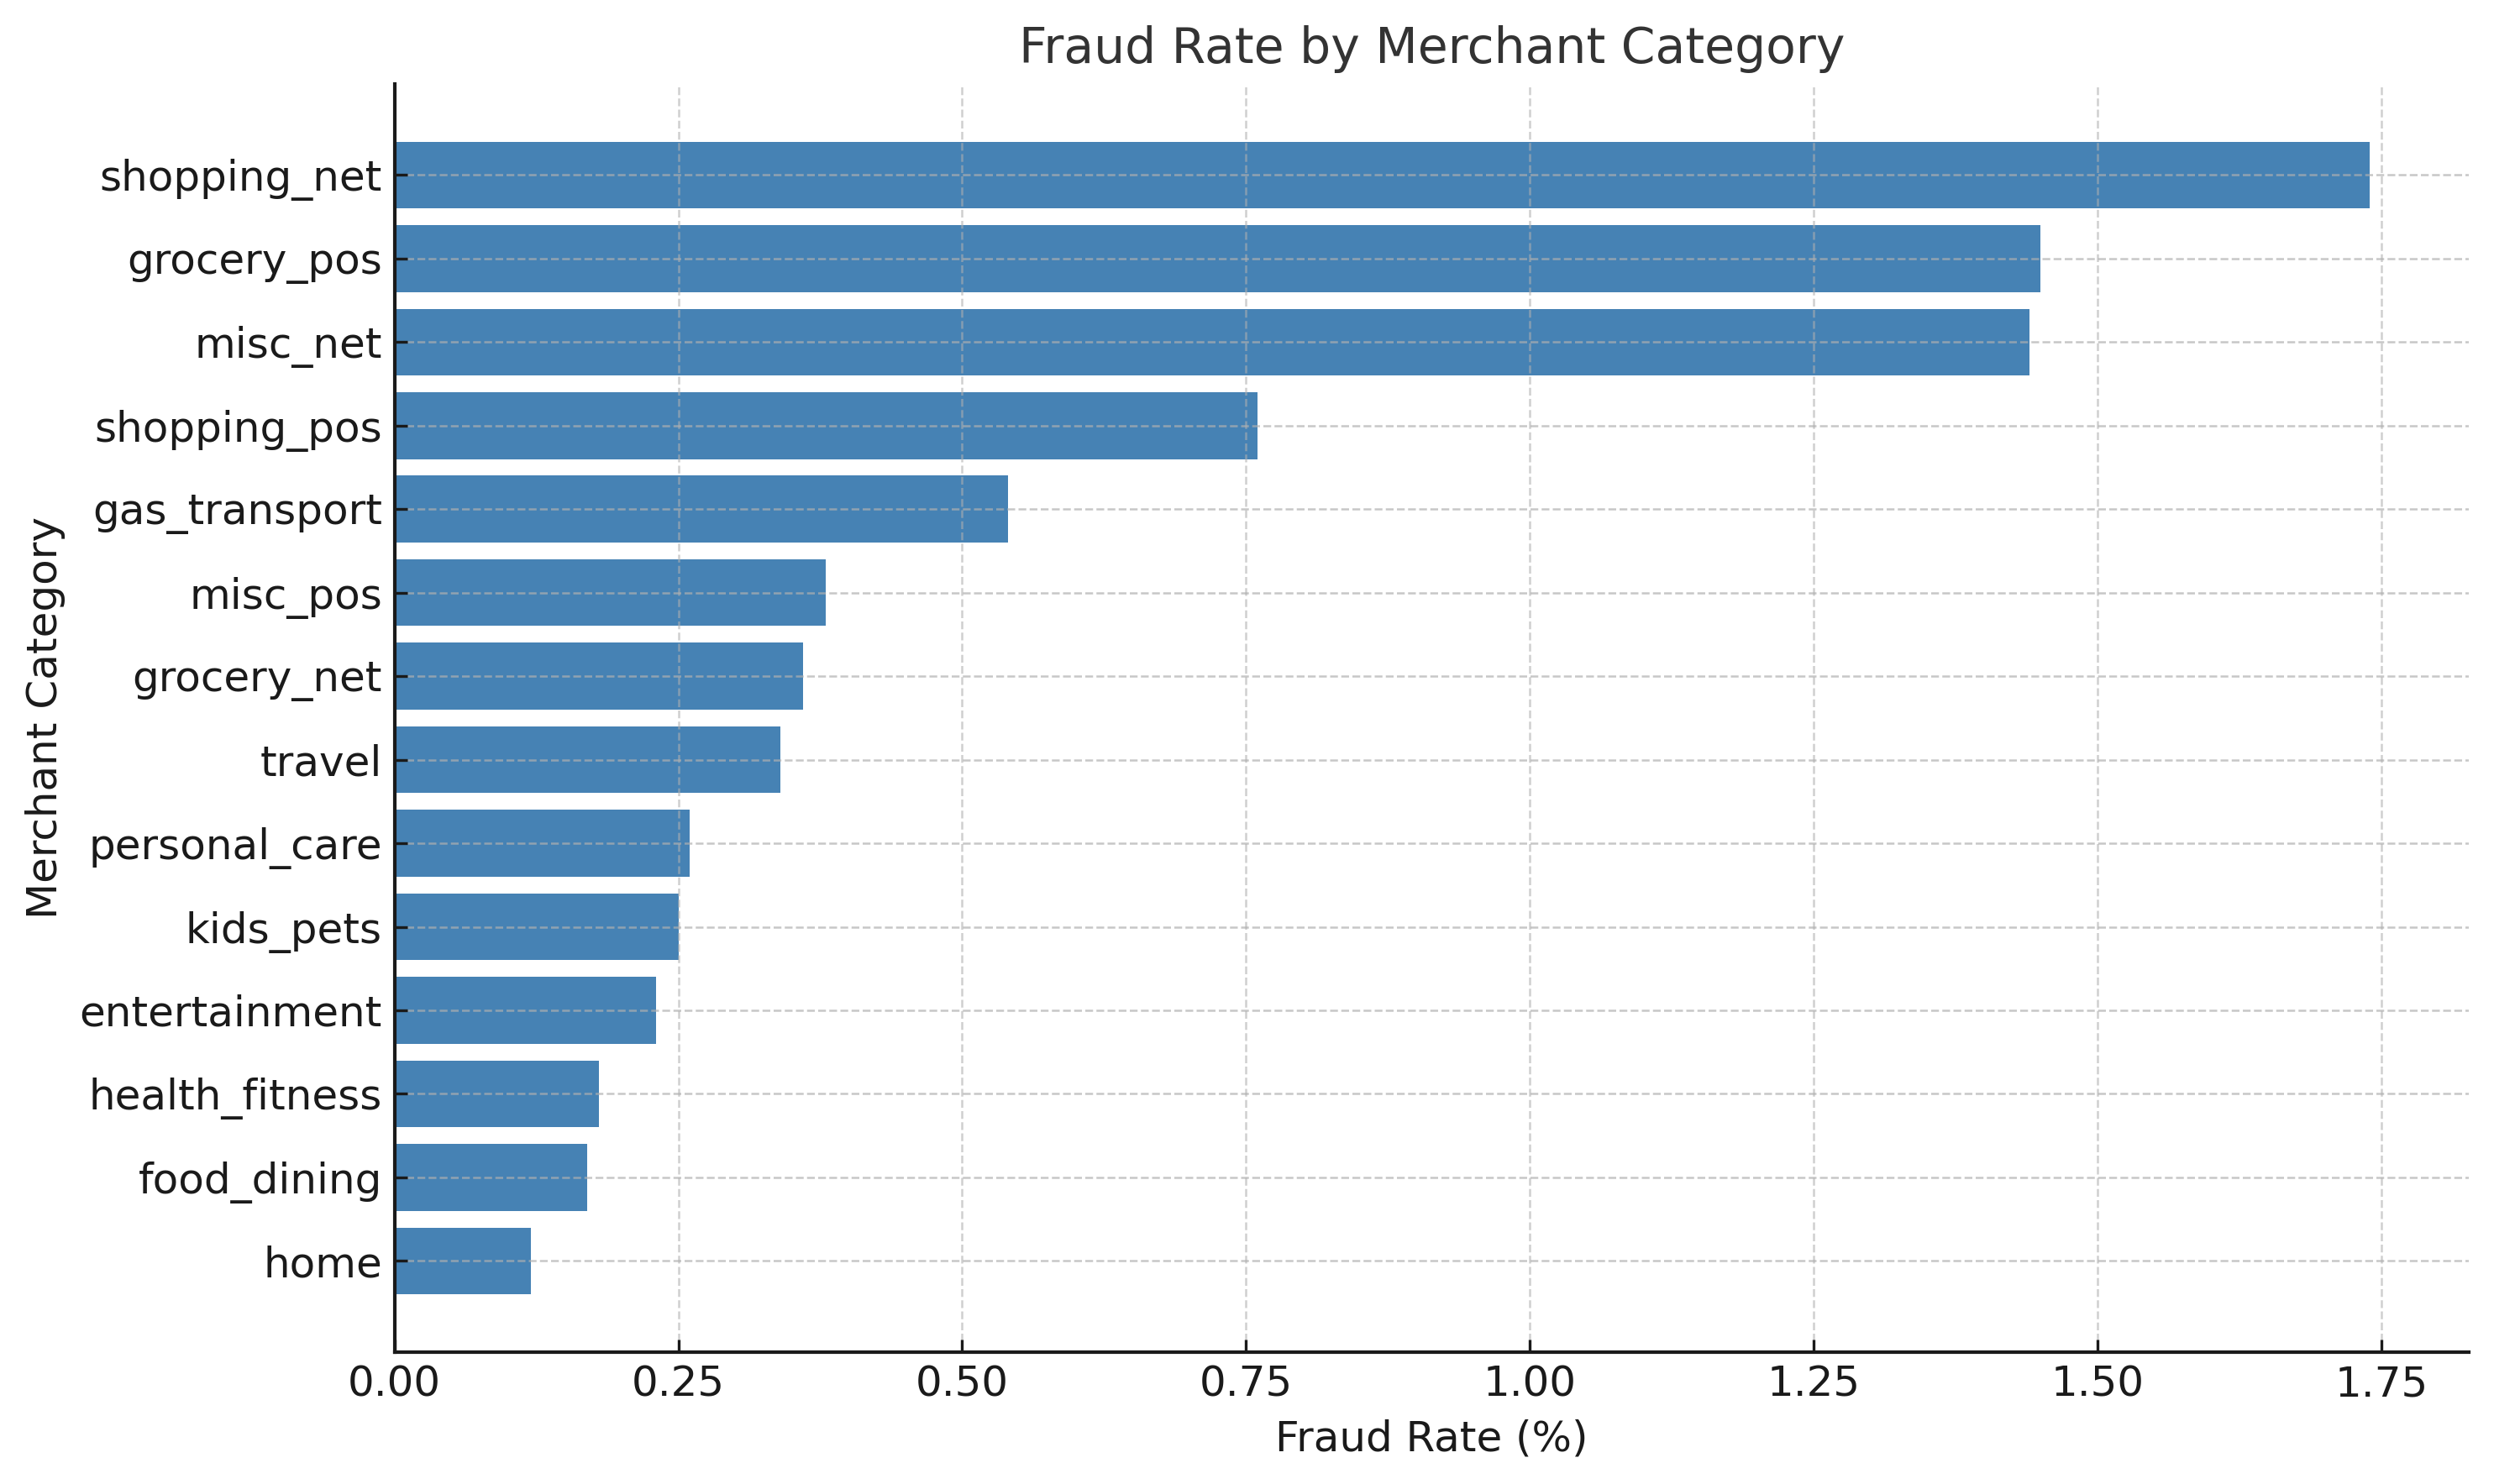 Fraud Rate by Merchant Category
Merchant Category
shopping_net
grocery_pos
misc_net
shopping_pos
gas_transport
misc_pos
grocery_net
travel
personal_care
kids_pets
entertainment
health_fitness
food_dining
home
0.00 0.25 0.50 0.75 1.00 1.25 1.50 1.75
Fraud Rate (%)